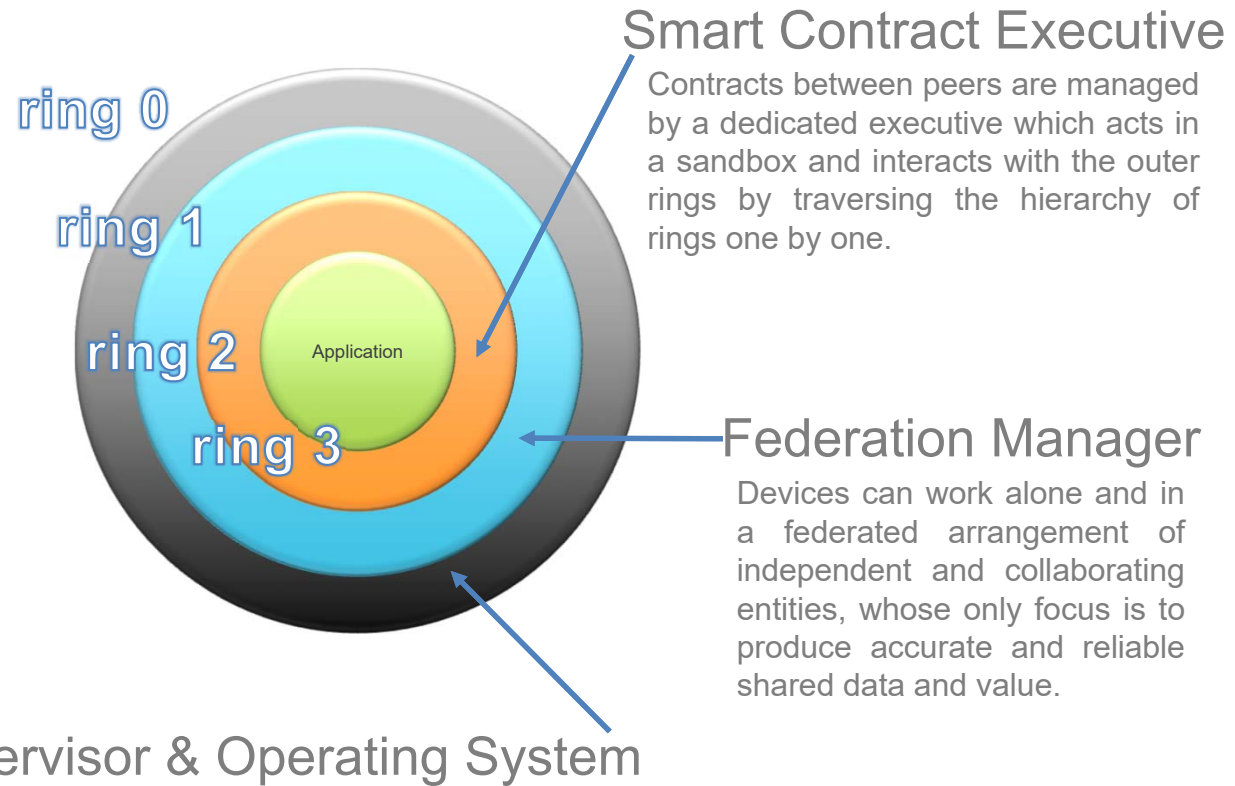 Smart Contract Executive
Contracts between peers are managed
by a dedicated executive which acts in
a sandbox and interacts with the outer
rings by traversing the hierarchy of
rings one by one.
ring 0
ring 1
ring 2
Application
ring 3
Federation Manager
Devices can work alone and in
a federated arrangement of
independent and collaborating
entities, whose only focus is to
produce accurate and reliable
shared data and value.
ervisor & Operating System